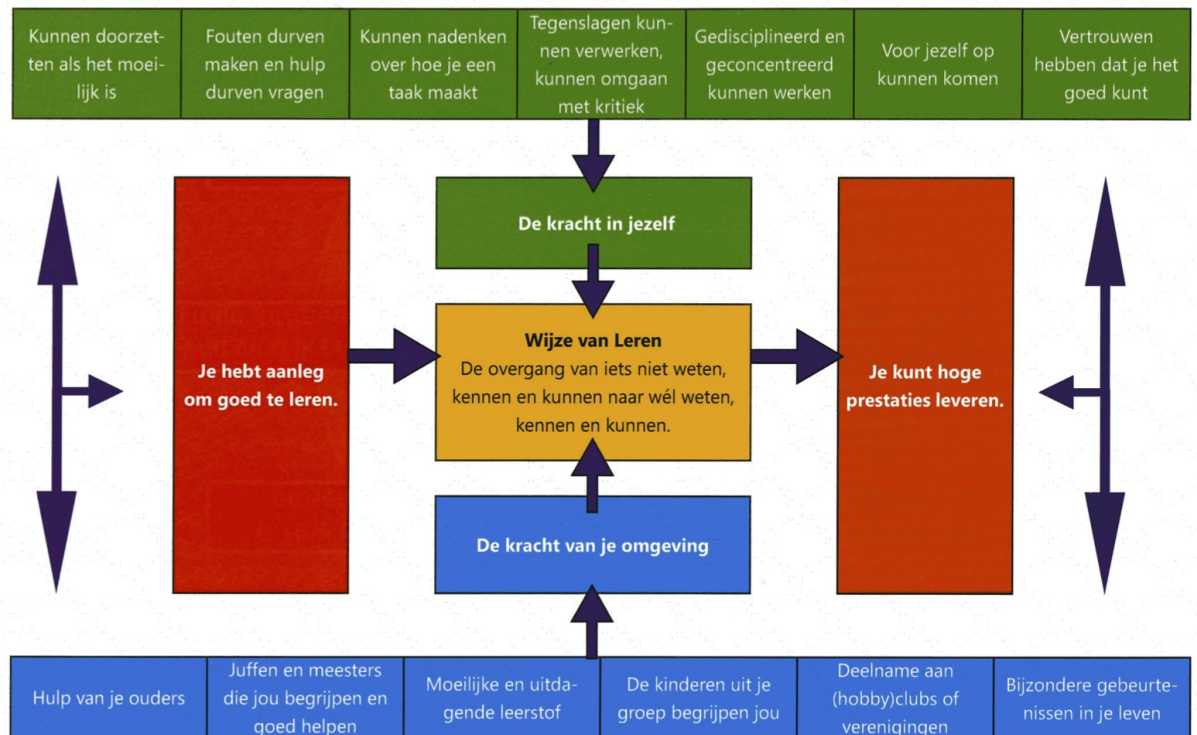 Kunnen doorzet-
ten als het moei-
lijk is
Fouten durven
maken en hulp
durven vragen
Kunnen nadenken
over hoe je een
taak maakt
Tegenslagen kun-
nen verwerken,
kunnen omgaan
met kritiek
Gedisciplineerd en
geconcentreerd
kunnen werken
Voor jezelf op
kunnen komen
Vertrouwen
hebben dat je het
goed kunt
De kracht in jezelf
Je hebt aanleg
om goed te leren.
Wijze van Leren
De overgang van iets niet weten,
kennen en kunnen naar wél weten,
kennen en kunnen.
Je kunt hoge
prestaties leveren.
De kracht van je omgeving
Hulp van je ouders
Juffen en meesters
die jou begrijpen en
goed helpen
Moeilijke en uitda-
gende leerstof
De kinderen uit je
groep begrijpen jou
Deelname aan
(hobby)clubs of
verenigingen
Bijzondere gebeurte-
nissen in je leven